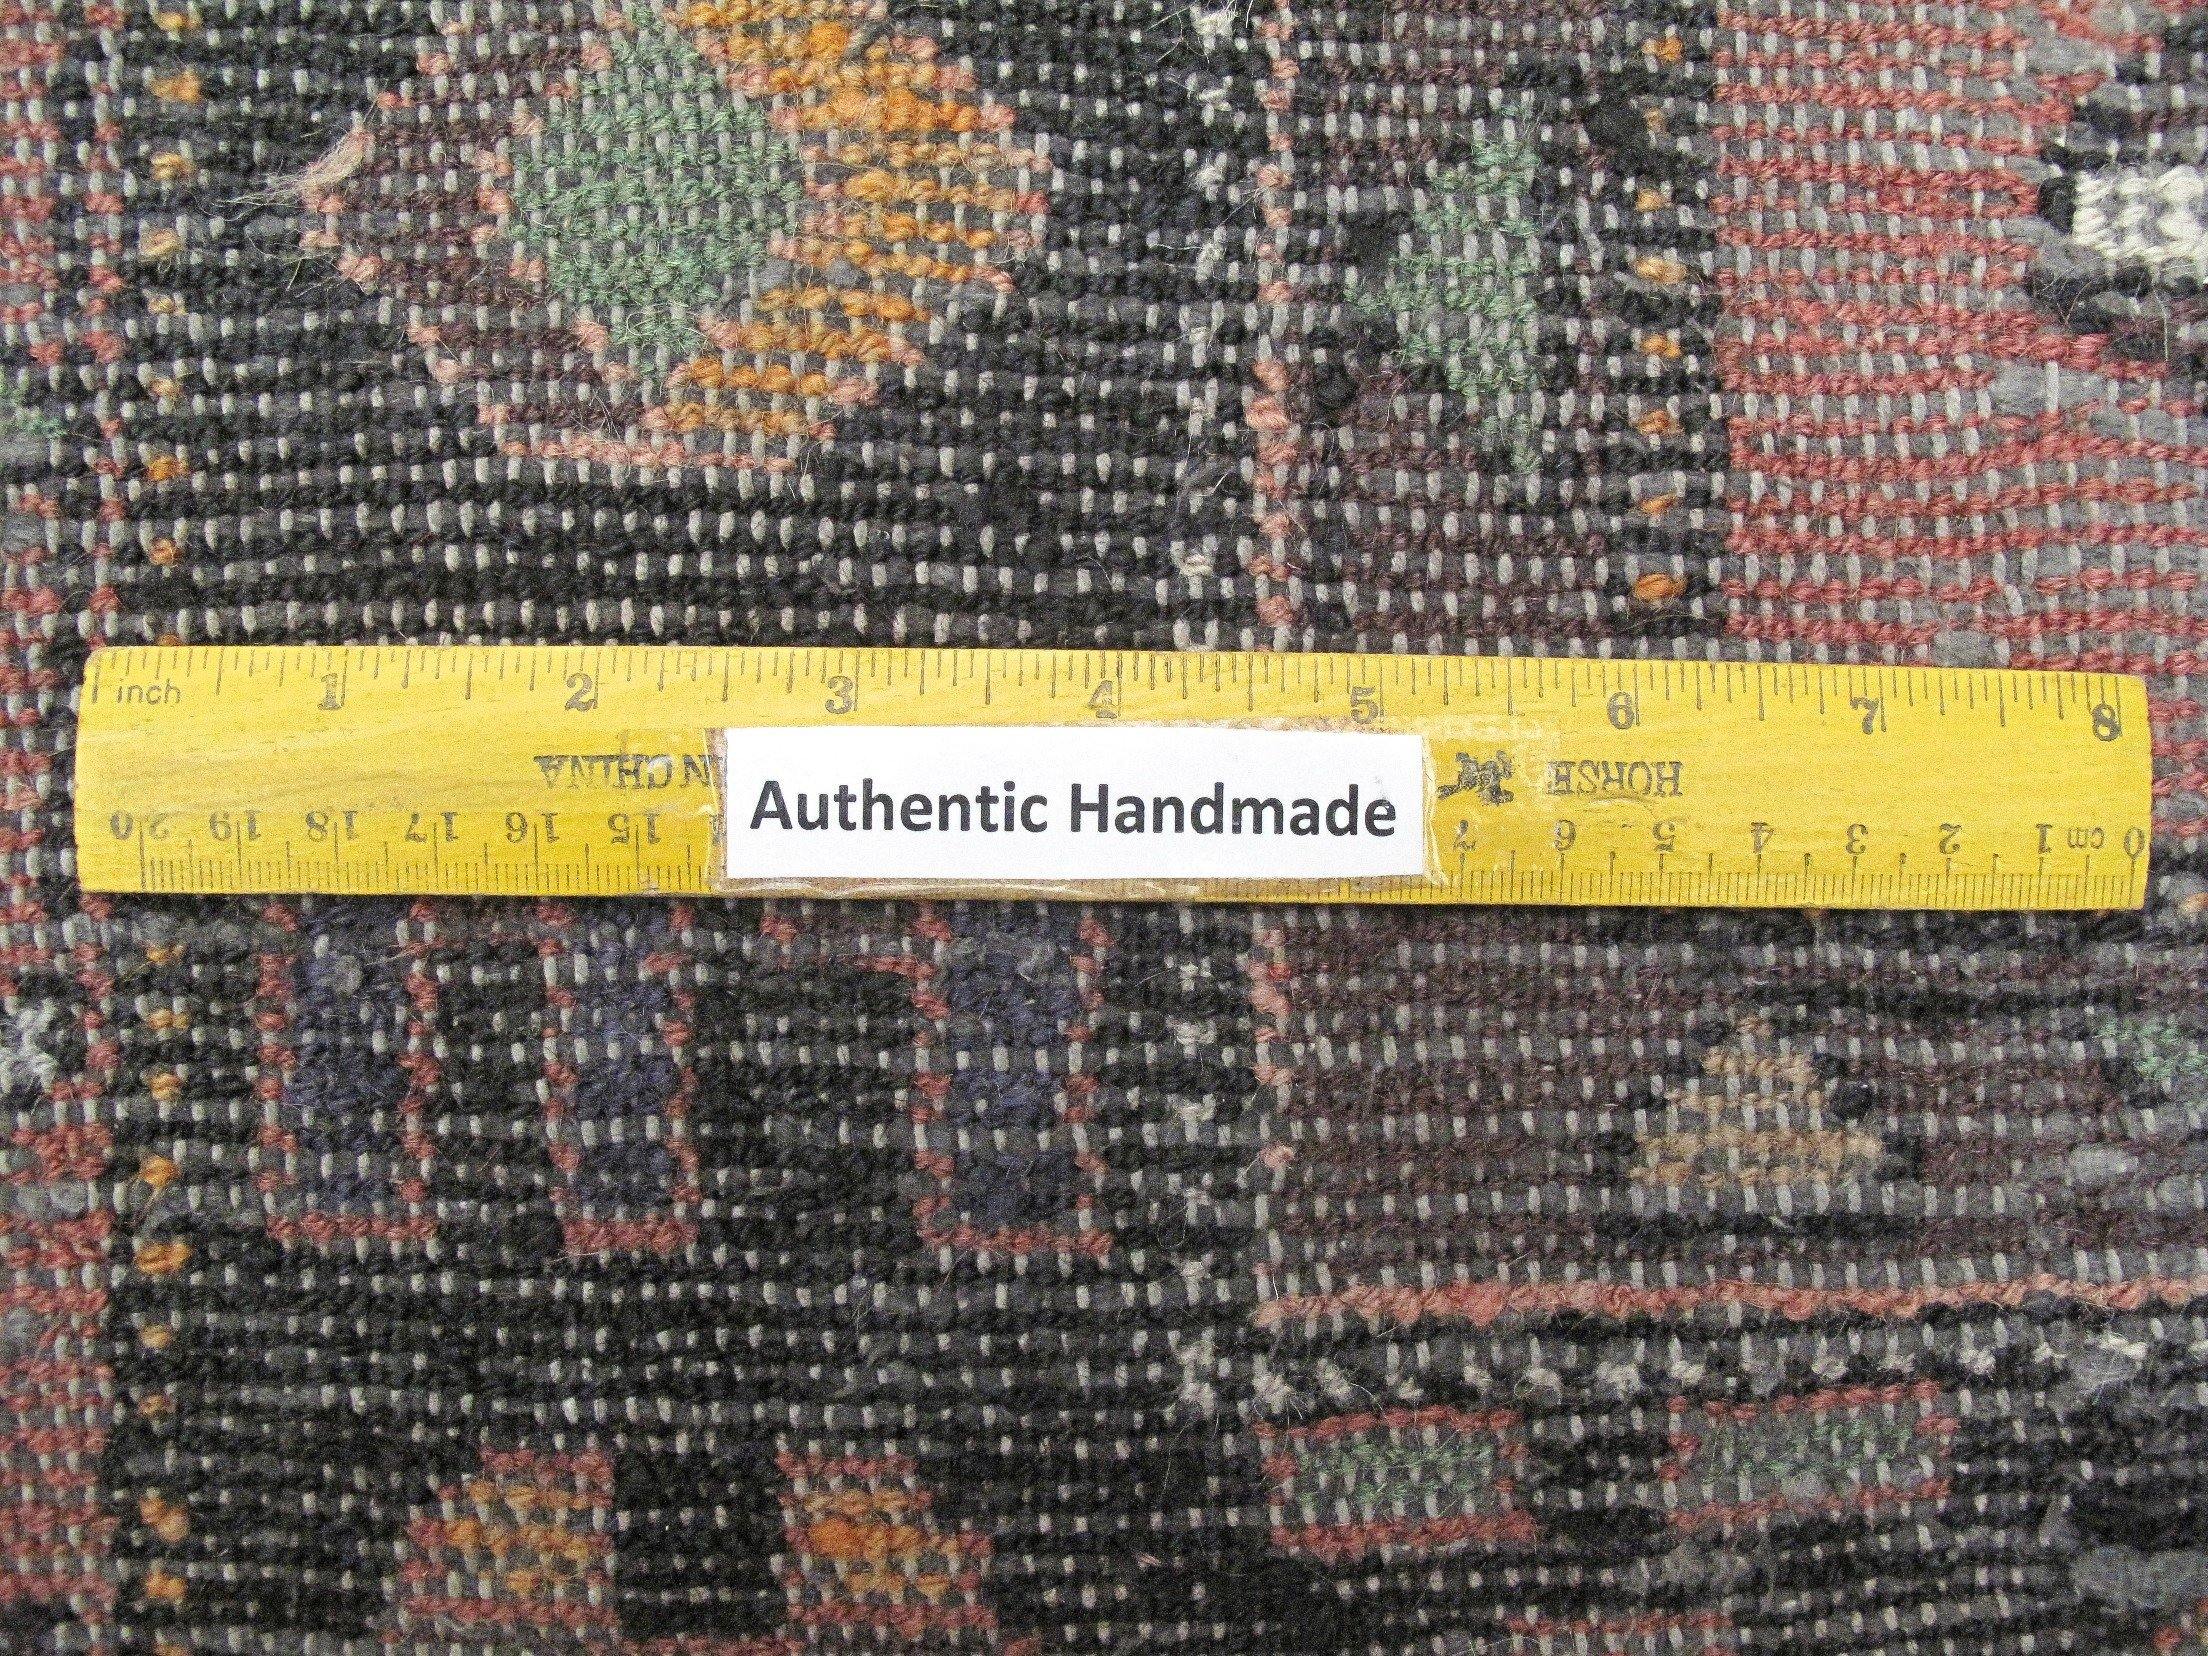 inch 1 2 3 4 5 6 7 8
N CHINA
HORSE
Authentic Handmade
0 cm 1 2 3 4 5 6 7 15 16 17 18 19 20